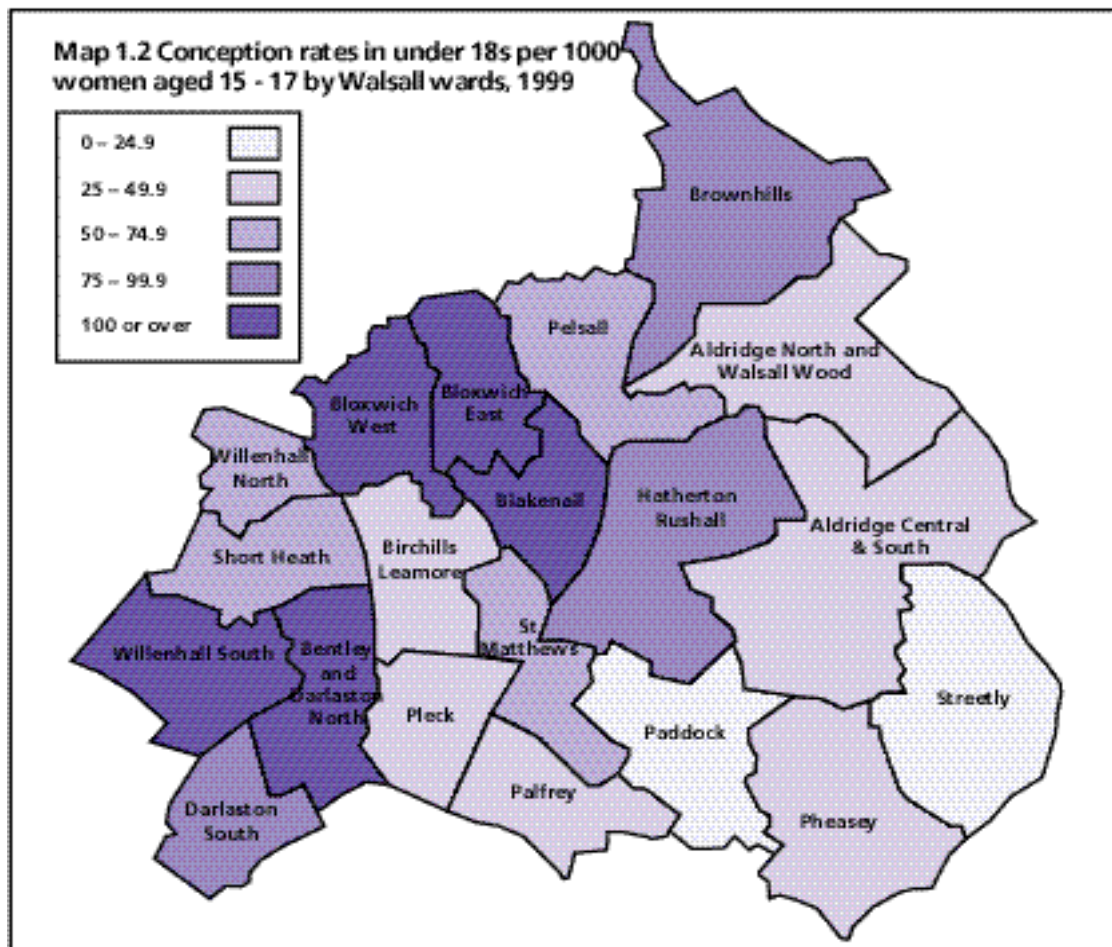 Map 1.2 Conception rates in under 18s per 1000
women aged 15 - 17 by Walsall wards, 1999
0 – 24.9
25 – 49.9
50 – 74.9
75 – 99.9
100 or over
Brownhills
Pelsall
Aldridge North and
Walsall Wood
Bloxwich
East
Bloxwich
West
Willenhall
North
Blakenall
Hatherton
Rushall
Aldridge Central
& South
Short Heath
Birchills
Leamore
St
Matthew's
Willenhall South
Bentley
and
Darlaston
North
Pleck
Paddock
Streetly
Palfrey
Darlaston
South
Pheasey